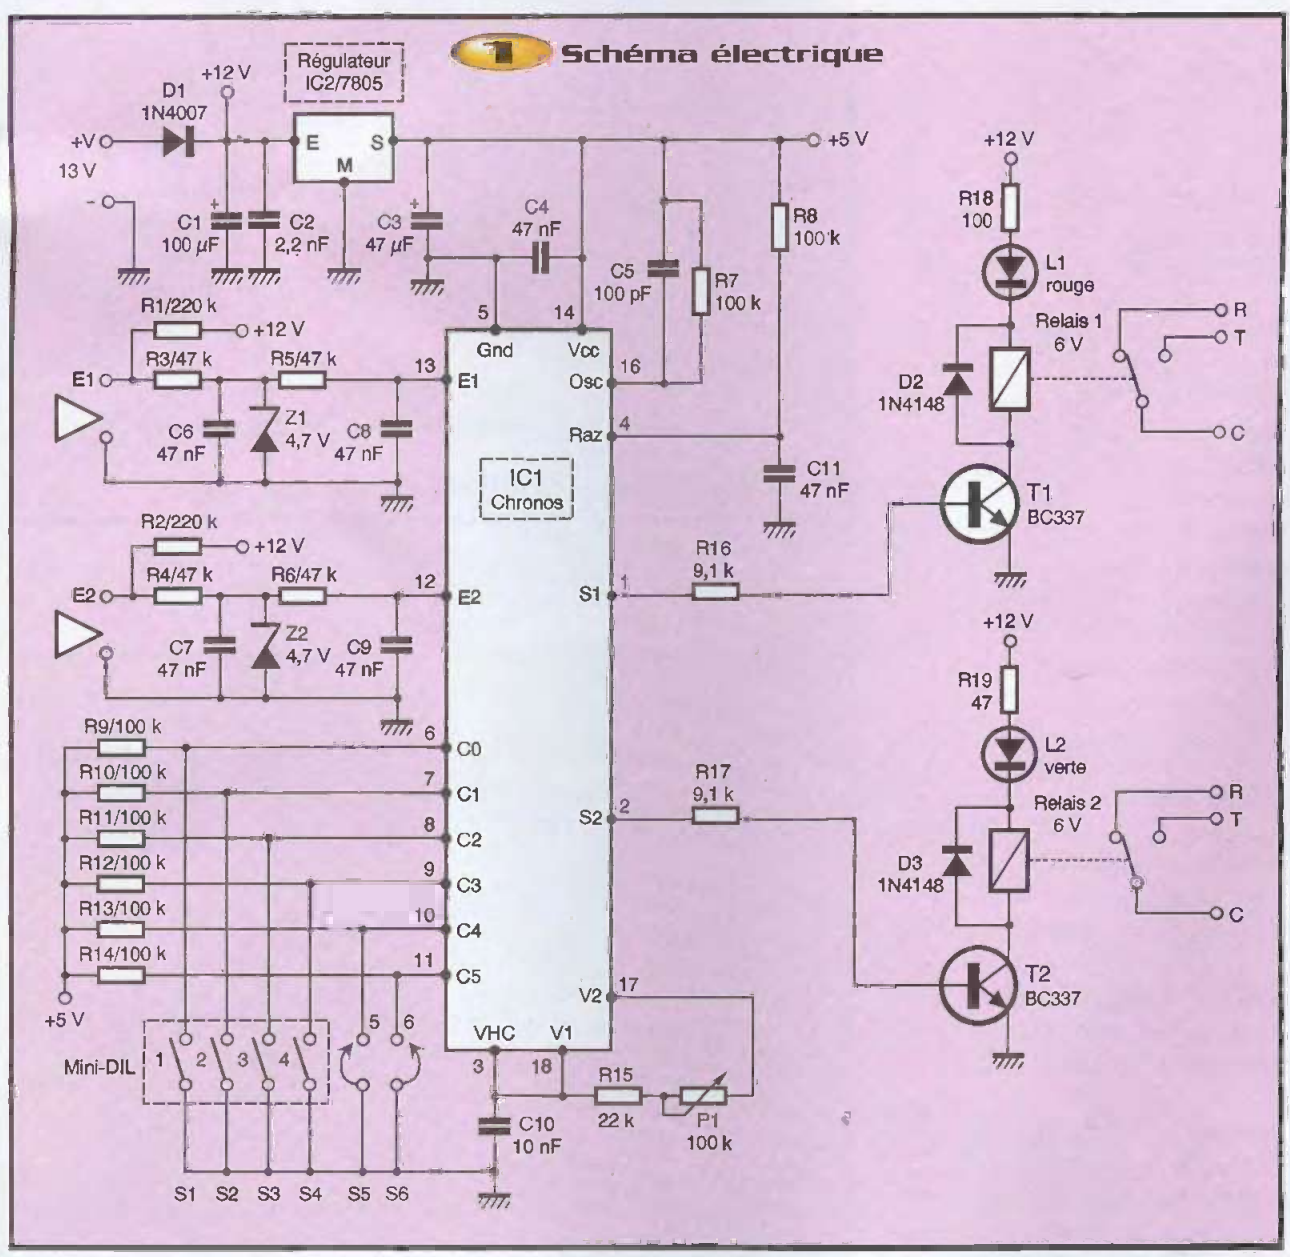 1 Schéma électrique
Régulateur
IC2/7805
+12 V
D1
1N4007
+V
13 V
-
E
S
M
+5 V
+
C1
100 µF
C2
2,2 nF
+
C3
47 µF
C4
47 nF
C5
100 pF
R7
100 k
R8
100 k
R1/220 k
+12 V
R3/47 k
R5/47 k
E1
C6
47 nF
Z1
4,7 V
C8
47 nF
R2/220 k
+12 V
R4/47 k
R6/47 k
E2
C7
47 nF
Z2
4,7 V
C9
47 nF
5
14
Gnd
Vcc
13
E1
12
E2
16
Osc
4
Raz
IC1
Chronos
C11
47 nF
1
S1
R16
9,1 k
2
S2
R17
9,1 k
R9/100 k
6
C0
R10/100 k
7
C1
R11/100 k
8
C2
R12/100 k
9
C3
R13/100 k
10
C4
R14/100 k
11
C5
+5 V
Mini-DIL
1
2
3
4
5
6
S1
S2
S3
S4
S5
S6
VHC
V1
3
18
V2
17
R15
22 k
P1
100 k
C10
10 nF
+12 V
R18
100
L1
rouge
Relais 1
6 V
D2
1N4148
R
T
C
T1
BC337
+12 V
R19
47
L2
verte
Relais 2
6 V
D3
1N4148
R
T
C
T2
BC337